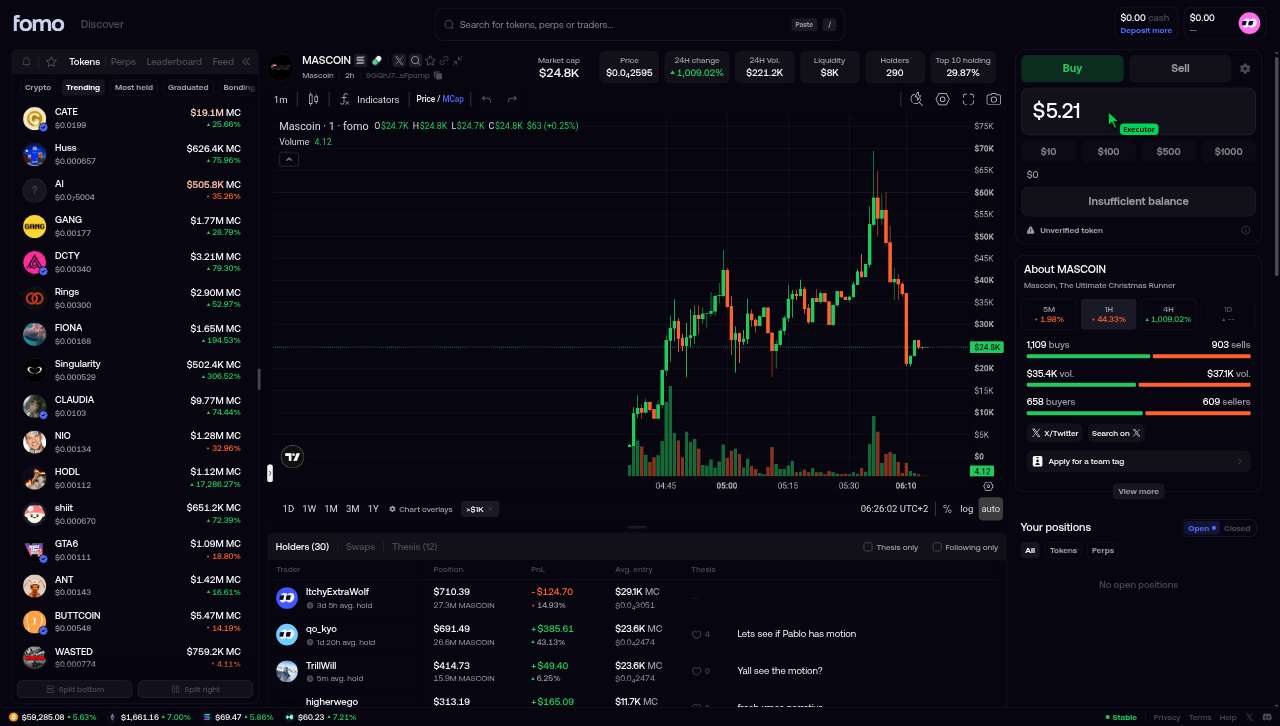 fomo
Discover
Search for tokens, perps or traders...
Paste
/
$0.00 cash
Deposit more
$0.00
—
Tokens
Perps
Leaderboard
Feed
Crypto
Trending
Most held
Graduated
Bonding
CATE
$0.0199
$19.1M MC
25.66%
Huss
$0.000657
$626.4K MC
75.96%
AI
$0.0₇5004
$505.8K MC
35.26%
GANG
$0.00177
$1.77M MC
28.79%
DCTY
$0.00340
$3.21M MC
79.30%
Rings
$0.00300
$2.90M MC
52.97%
FIONA
$0.00168
$1.65M MC
194.53%
Singularity
$0.000529
$502.4K MC
306.52%
CLAUDIA
$0.0103
$9.77M MC
74.44%
NIO
$0.00134
$1.28M MC
32.96%
HODL
$0.00112
$1.12M MC
17,286.27%
shiit
$0.000670
$651.2K MC
72.39%
GTA6
$0.00111
$1.09M MC
18.80%
ANT
$0.00143
$1.42M MC
16.61%
BUTTCOIN
$0.00548
$5.47M MC
14.19%
WASTED
$0.000774
$759.2K MC
4.11%
Split bottom
Split right
MASCOIN
Mascoin
2h
Market cap
$24.8K
Price
$0.0₄2595
24H change
1,009.02%
24H Vol.
$221.2K
Liquidity
$8K
Holders
290
Top 10 holding
29.87%
1m
Indicators
Price / MCap
Mascoin · 1 · fomo O$24.7K H$24.8K L$24.7K C$24.8K $63 (+0.25%)
Volume 4.12
$75K
$70K
$65K
$60K
$55K
$50K
$45K
$40K
$35K
$30K
$24.8K
$20K
$15K
$10K
$5K
$0
4.12
04:45
05:00
05:15
05:30
06:10
1D
1W
1M
3M
1Y
Chart overlays
>$1K
06:26:02 UTC+2
%
log
auto
Holders (30)
Swaps
Thesis (12)
Thesis only
Following only
Trader
Position
PnL
Avg. entry
Thesis
ItchyExtraWolf
3d 5h avg. hold
$710.39
27.3M MASCOIN
-$124.70
14.93%
$29.1K MC
$0.0₄3051
qo_kyo
1d 20h avg. hold
$691.49
26.6M MASCOIN
+$385.61
43.13%
$23.6K MC
$0.0₄2474
4
Lets see if Pablo has motion
TrillWill
5m avg. hold
$414.73
15.9M MASCOIN
+$49.40
6.25%
$23.6K MC
$0.0₄2474
0
Yall see the motion?
higherwego
$313.19
+$165.09
$11.7K MC
Buy
Sell
$5.21
Executor
$10
$100
$500
$1000
$0
Insufficient balance
Unverified token
About MASCOIN
Mascoin, The Ultimate Christmas Runner
5M
1.98%
1H
44.33%
4H
1,009.02%
1D
--
1,109 buys
903 sells
$35.4K vol.
$37.1K vol.
658 buyers
609 sellers
X/Twitter
Search on X
Apply for a team tag
View more
Your positions
Open
Closed
All
Tokens
Perps
No open positions
$59,285.08 5.63%
$1,661.16 7.00%
$69.47 5.86%
$60.23 7.21%
Stable
Privacy
Terms
Help